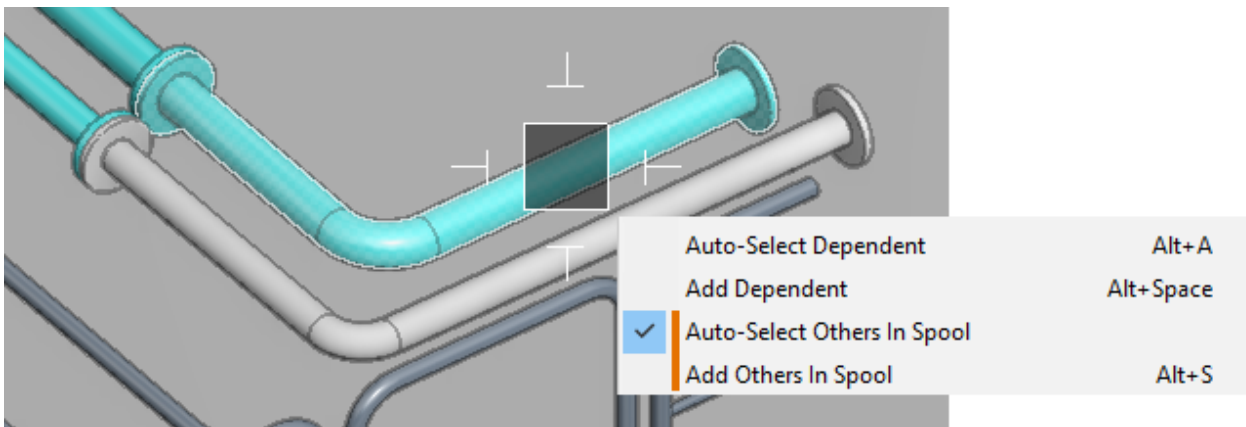 Auto-Select Dependent Alt+A
Add Dependent Alt+Space
Auto-Select Others In Spool
Add Others In Spool Alt+S